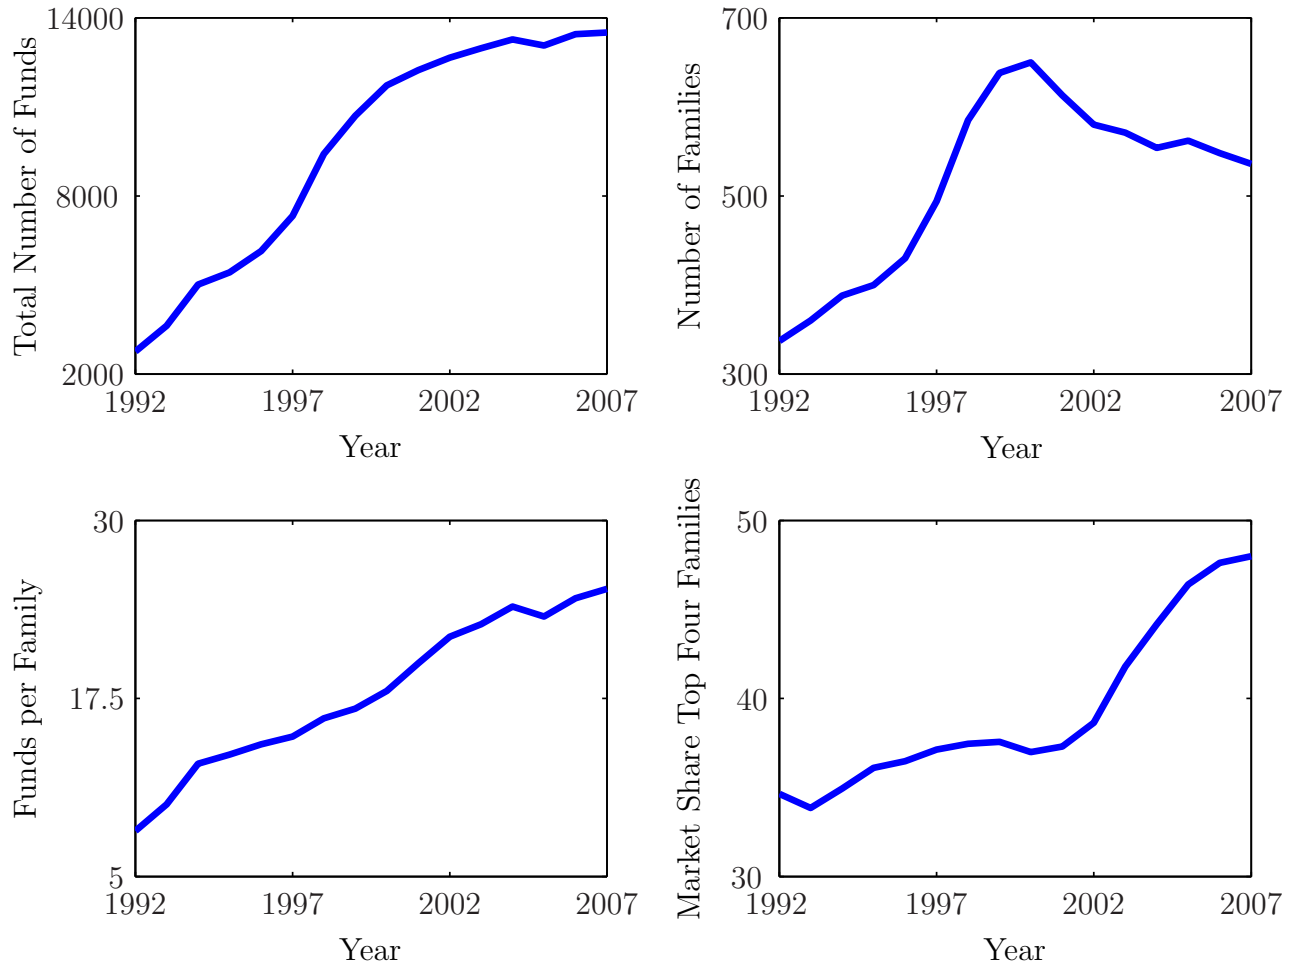 Total Number of Funds
14000
8000
2000
1992 1997 2002 2007
Year
Number of Families
700
500
300
1992 1997 2002 2007
Year
Funds per Family
30
17.5
5
1992 1997 2002 2007
Year
Market Share Top Four Families
50
40
30
1992 1997 2002 2007
Year